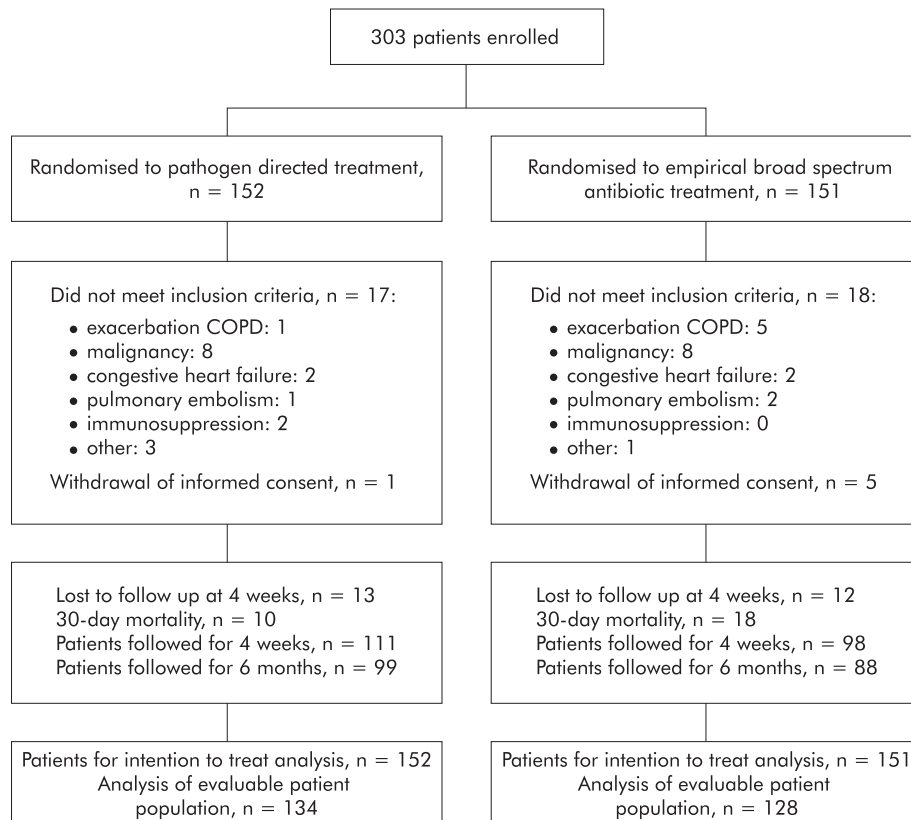 303 patients enrolled
Randomised to pathogen directed treatment,
n = 152
Randomised to empirical broad spectrum
antibiotic treatment, n = 151
Did not meet inclusion criteria, n = 17:
• exacerbation COPD: 1
• malignancy: 8
• congestive heart failure: 2
• pulmonary embolism: 1
• immunosuppression: 2
• other: 3
Withdrawal of informed consent, n = 1
Did not meet inclusion criteria, n = 18:
• exacerbation COPD: 5
• malignancy: 8
• congestive heart failure: 2
• pulmonary embolism: 2
• immunosuppression: 0
• other: 1
Withdrawal of informed consent, n = 5
Lost to follow up at 4 weeks, n = 13
30-day mortality, n = 10
Patients followed for 4 weeks, n = 111
Patients followed for 6 months, n = 99
Lost to follow up at 4 weeks, n = 12
30-day mortality, n = 18
Patients followed for 4 weeks, n = 98
Patients followed for 6 months, n = 88
Patients for intention to treat analysis, n = 152
Analysis of evaluable patient
population, n = 134
Patients for intention to treat analysis, n = 151
Analysis of evaluable patient
population, n = 128